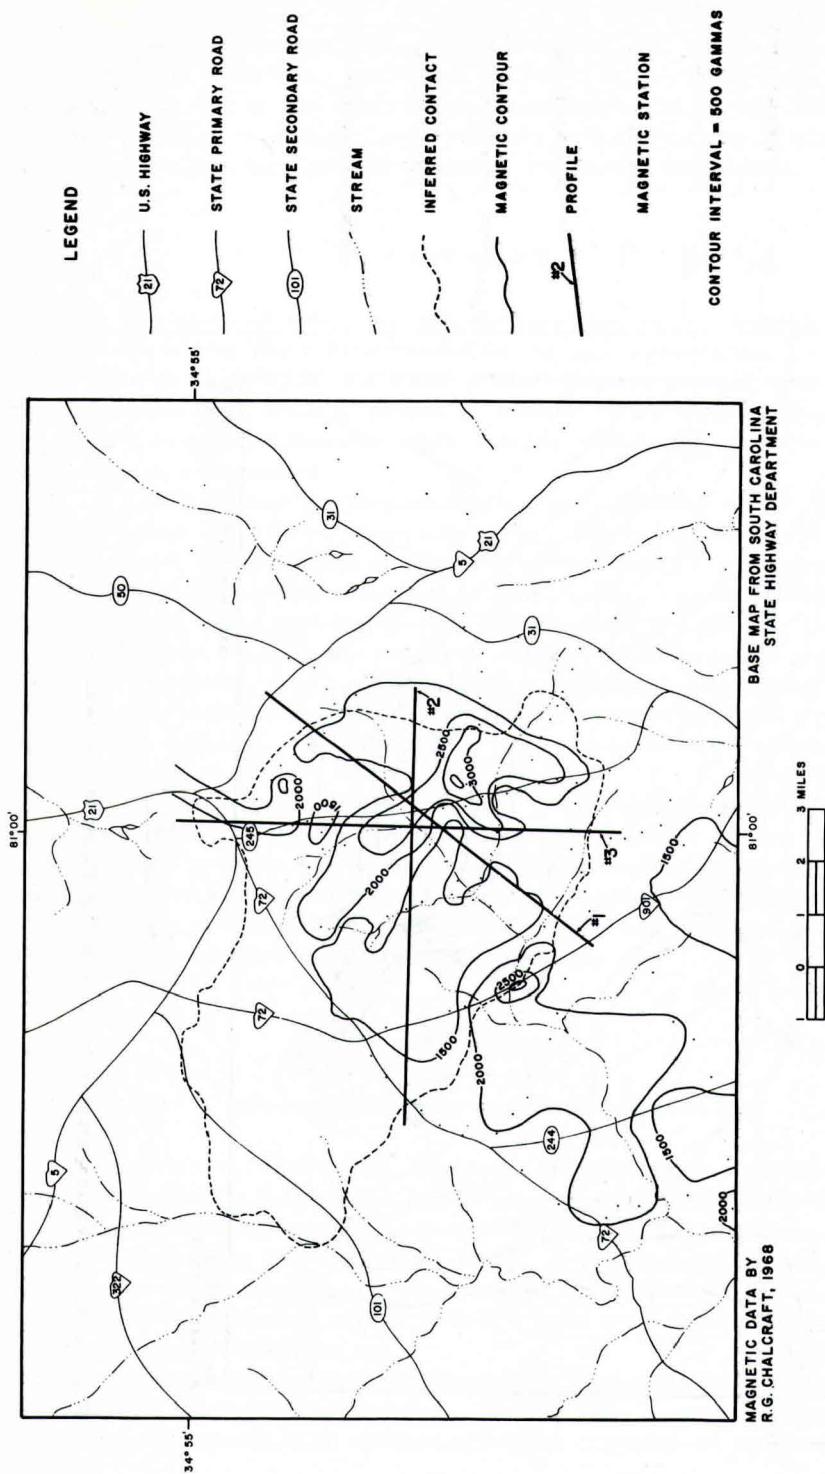 LEGEND
21 U.S. HIGHWAY
72 STATE PRIMARY ROAD
101 STATE SECONDARY ROAD
STREAM
INFERRED CONTACT
MAGNETIC CONTOUR
#2 PROFILE
MAGNETIC STATION
CONTOUR INTERVAL = 500 GAMMAS
81°00'
34°55'
34°55'
5
322
101
72
72
245
21
50
31
5
21
31
2000
1500
2000
2500
3000
#2
#3
#1
1500
2000
2500
901
1500
244
72
1500
2000
81°00'
MAGNETIC DATA BY
R.G. CHALCRAFT, 1968
BASE MAP FROM SOUTH CAROLINA
STATE HIGHWAY DEPARTMENT
1 0 1 2 3 MILES